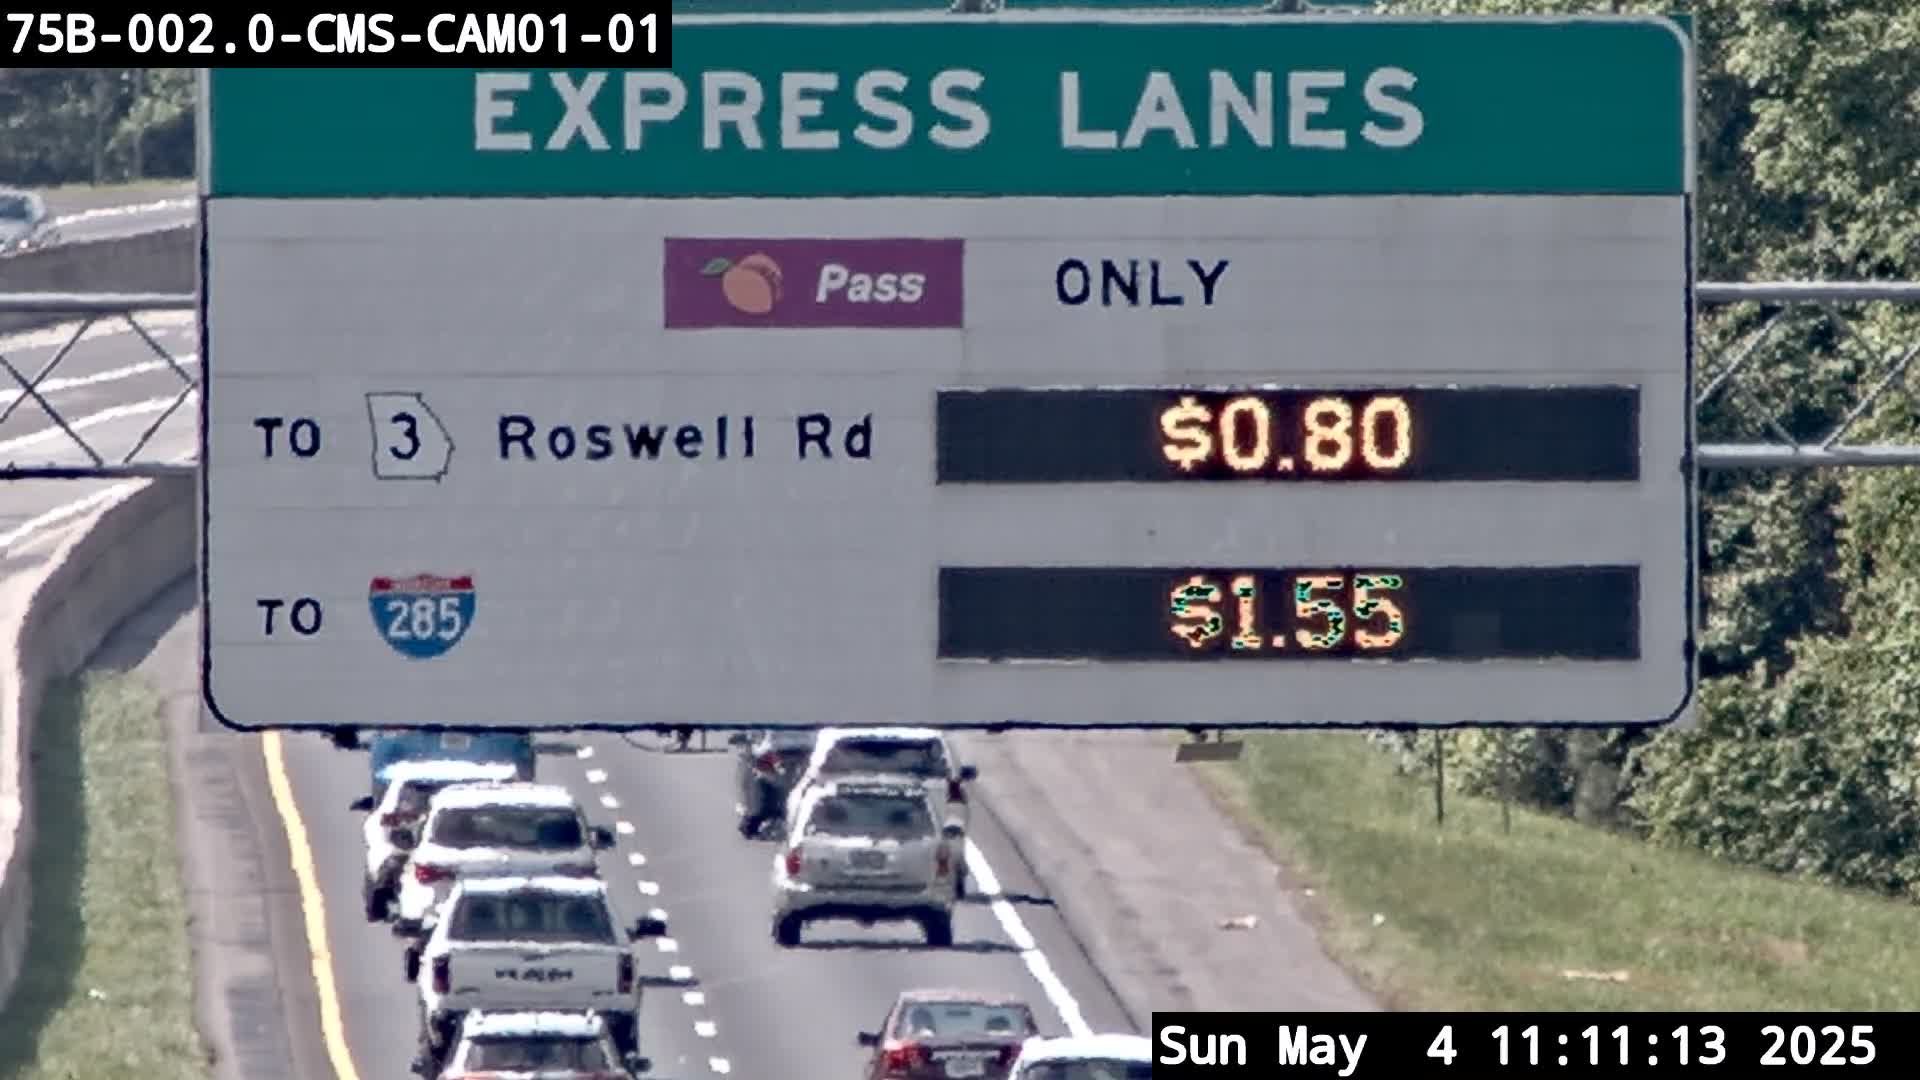 75B-002.0-CMS-CAM01-01
EXPRESS LANES
Pass ONLY
TO 3 Roswell Rd $0.80
TO 285 $1.55
Sun May 4 11:11:13 2025